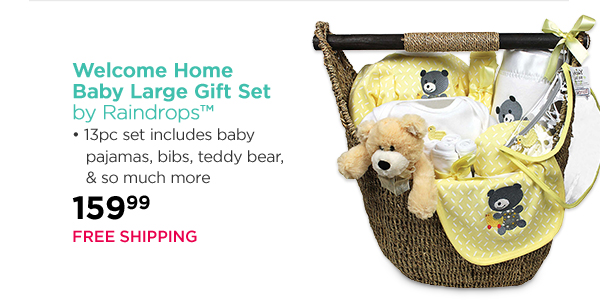 Welcome Home
Baby Large Gift Set
by Raindrops™
• 13pc set includes baby
pajamas, bibs, teddy bear,
& so much more
159⁹⁹
FREE SHIPPING